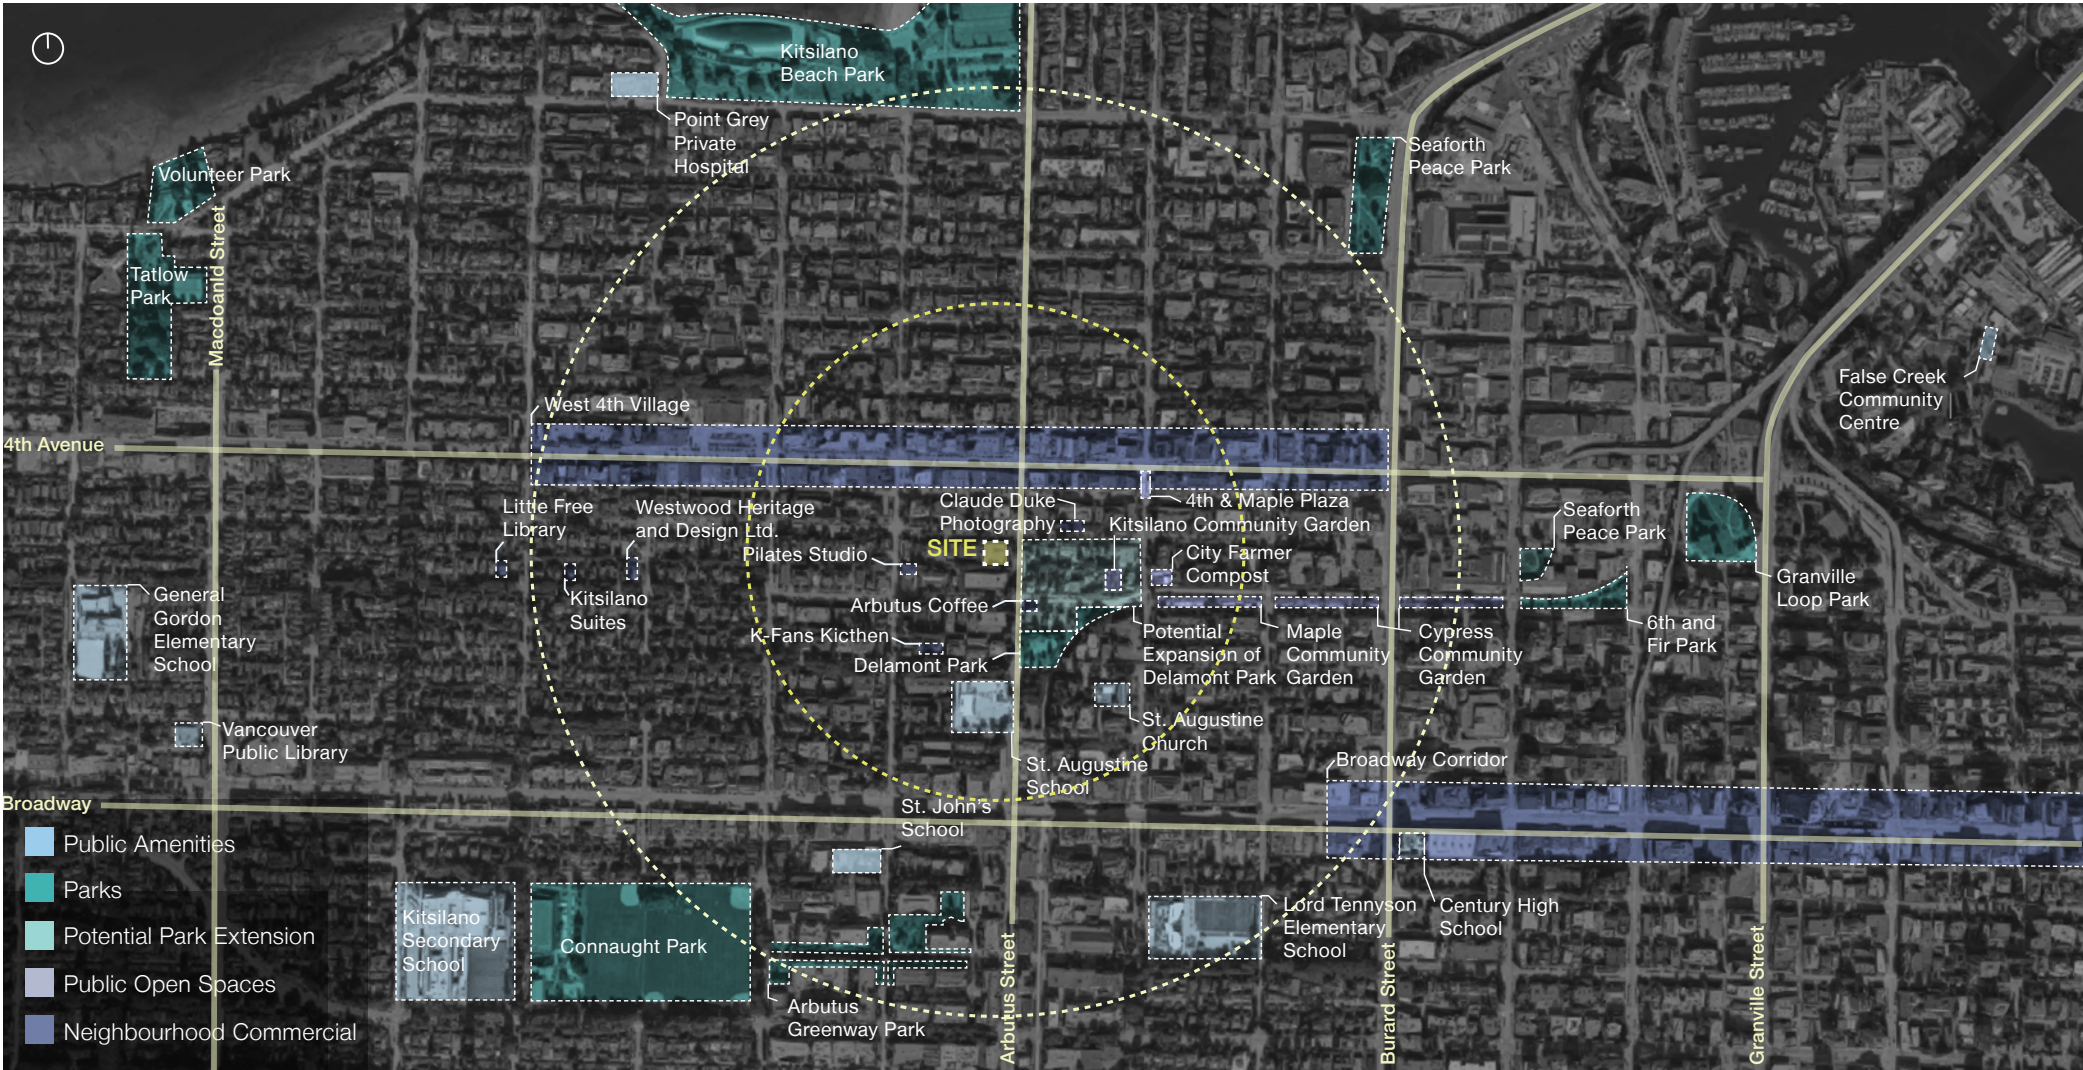 Kitsilano
Beach Park
Point Grey
Private
Hospital
Seaforth
Peace Park
Volunteer Park
Macdoanld Street
Tatlow
Park
False Creek
Community
Centre
West 4th Village
4th Avenue
Little Free
Library
Westwood Heritage
and Design Ltd.
Claude Duke
Photography
4th & Maple Plaza
Kitsilano Community Garden
SITE
Pilates Studio
City Farmer
Compost
Seaforth
Peace Park
Granville
Loop Park
General
Gordon
Elementary
School
Kitsilano
Suites
Arbutus Coffee
K-Fans Kicthen
Delamont Park
Potential
Expansion of
Delamont Park
Maple
Community
Garden
Cypress
Community
Garden
6th and
Fir Park
Vancouver
Public Library
St. Augustine
Church
St. Augustine
School
Broadway Corridor
Broadway
St. John's
School
Public Amenities
Parks
Potential Park Extension
Public Open Spaces
Neighbourhood Commercial
Kitsilano
Secondary
School
Connaught Park
Arbutus
Greenway Park
Arbutus Street
Lord Tennyson
Elementary
School
Century High
School
Burard Street
Granville Street